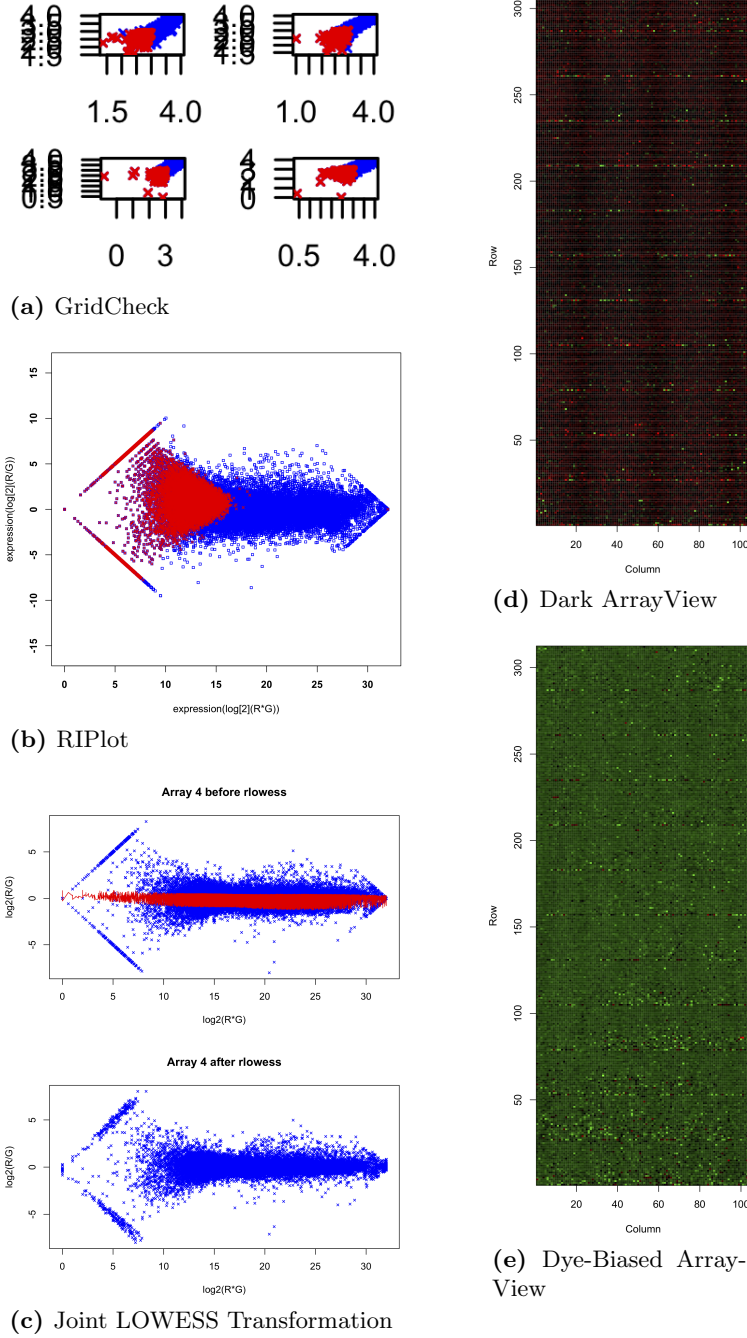 1.5 4.0 1.0 4.0
4
0
0 3 0.5 4.0
(a) GridCheck
15
10
5
0
-5
-10
-15
expression(log[2](R/G))
0 5 10 15 20 25 30
expression(log[2](R*G))
(b) RIPlot
Array 4 before rlowess
5
0
-5
log2(R/G)
0 5 10 15 20 25 30
log2(R*G)
Array 4 after rlowess
5
0
-5
log2(R/G)
0 5 10 15 20 25 30
log2(R*G)
(c) Joint LOWESS Transformation
300
250
200
150
100
50
Row
20 40 60 80 100
Column
(d) Dark ArrayView
300
250
200
150
100
50
Row
20 40 60 80 100
Column
(e) Dye-Biased Array-
View